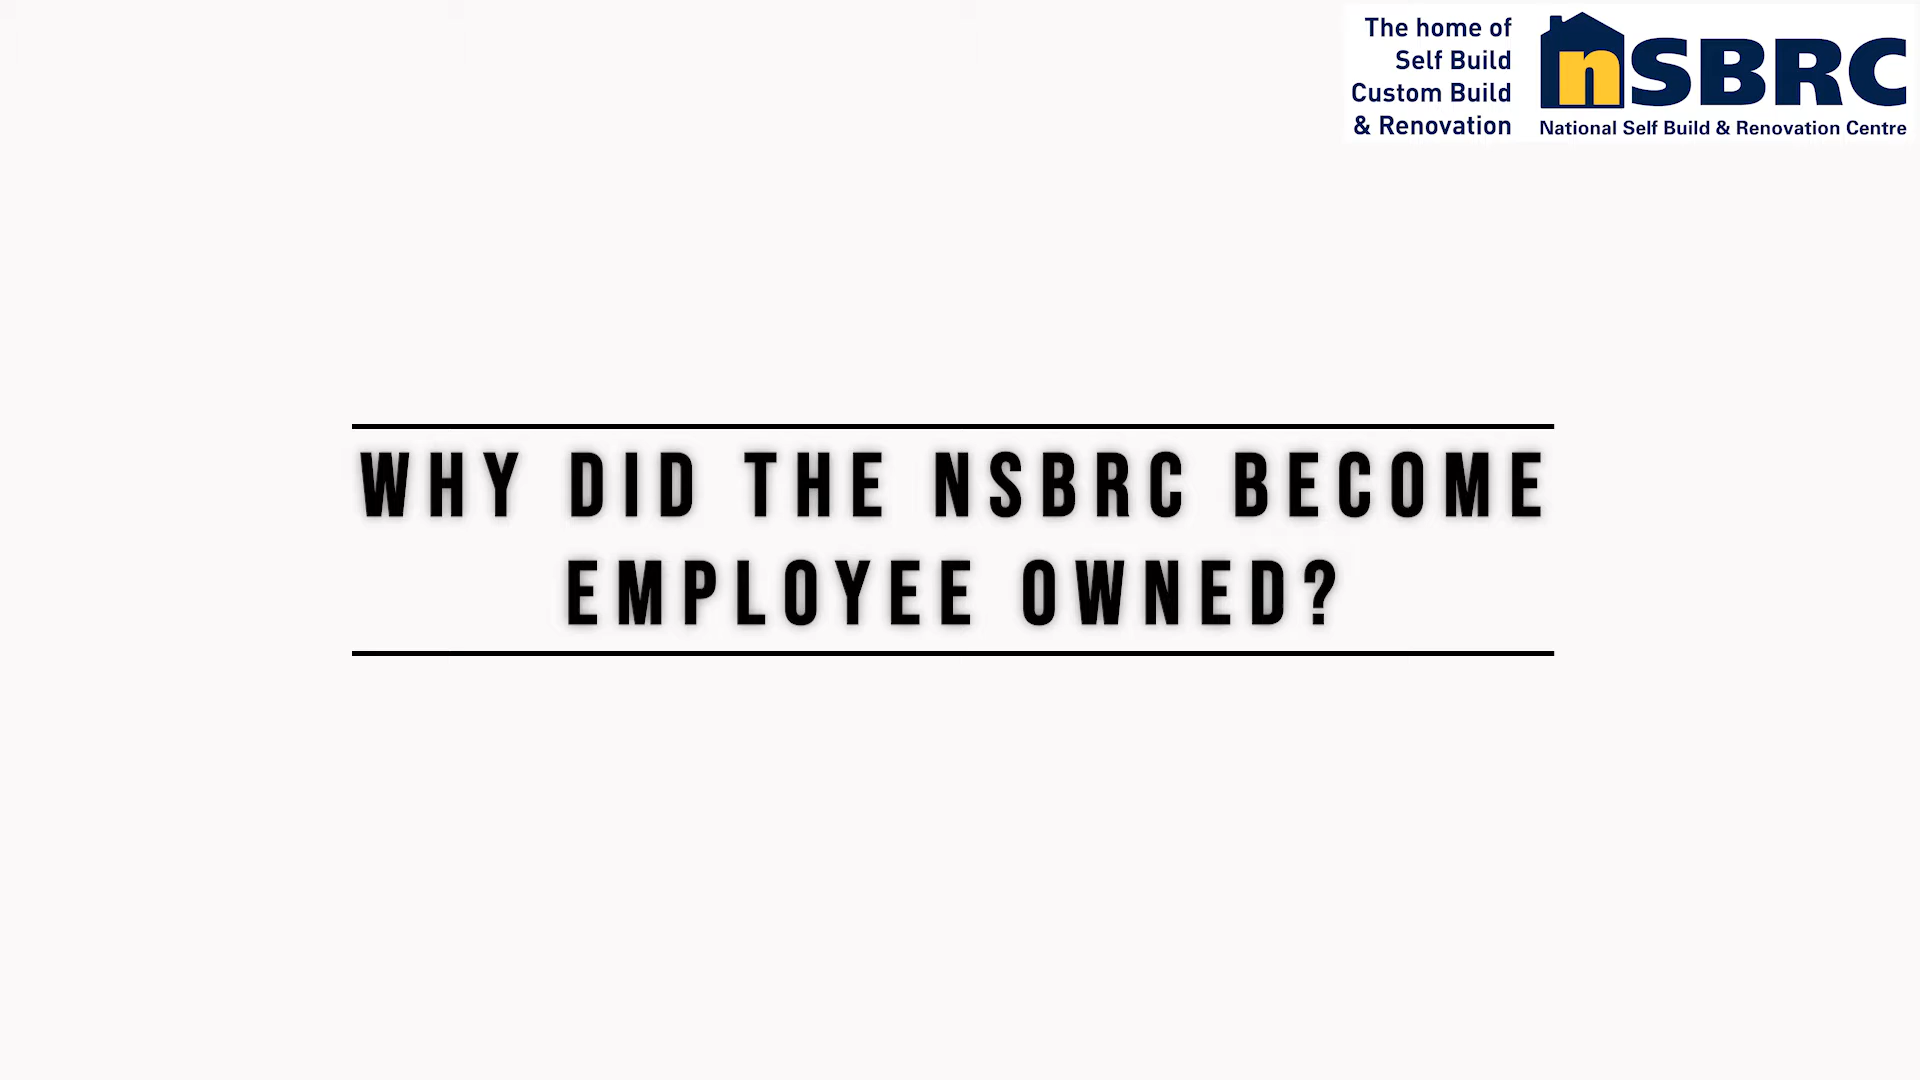 The home of
Self Build
Custom Build
& Renovation
nSBRC
National Self Build & Renovation Centre
WHY DID THE NSBRC BECOME
EMPLOYEE OWNED?